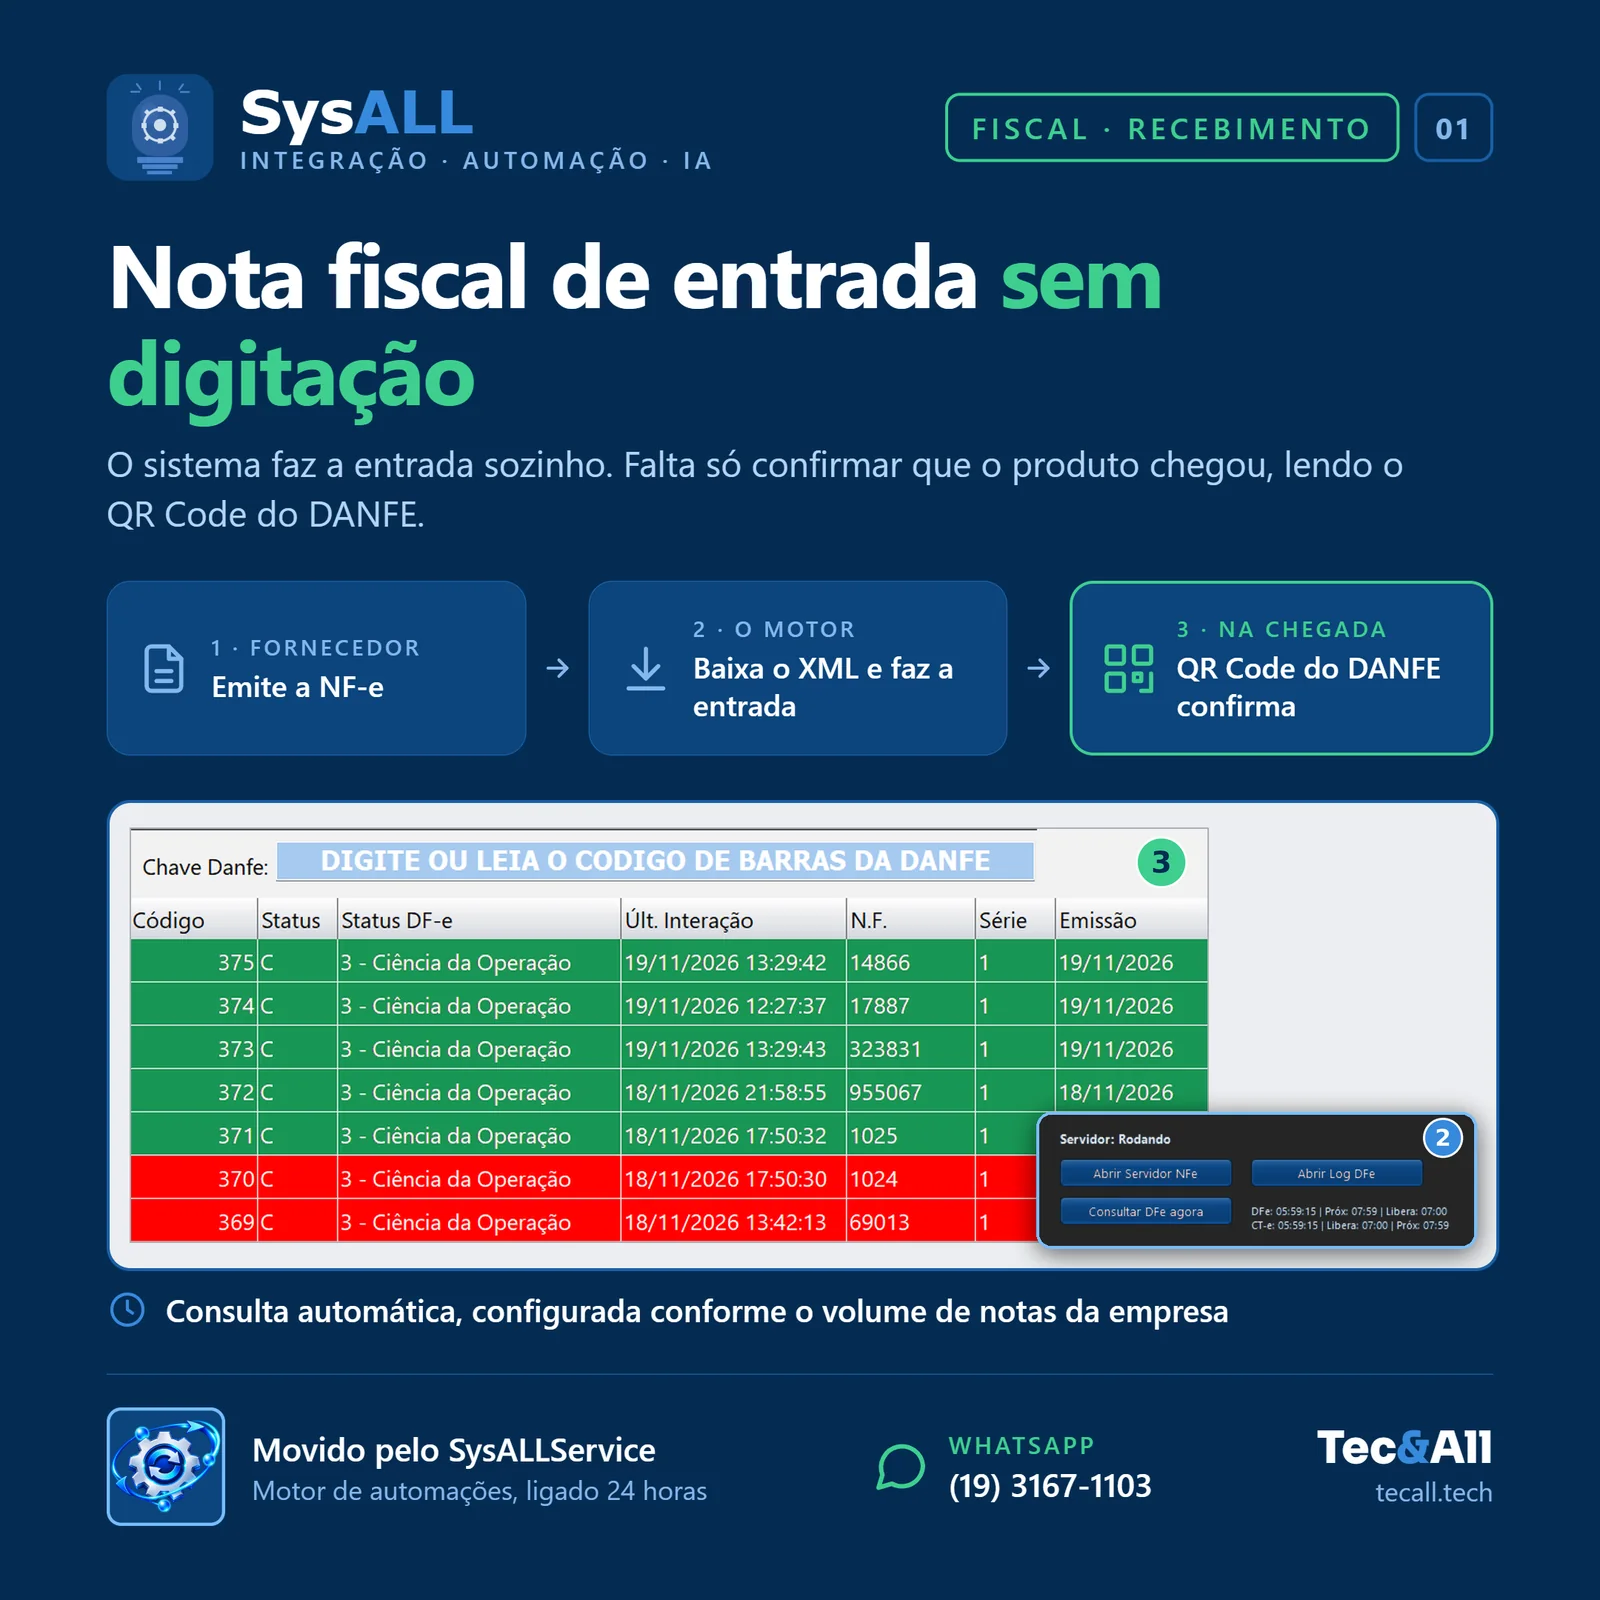 SysALL
INTEGRAÇÃO · AUTOMAÇÃO · IA
FISCAL · RECEBIMENTO
01
Nota fiscal de entrada sem
digitação
O sistema faz a entrada sozinho. Falta só confirmar que o produto chegou, lendo o
QR Code do DANFE.
1 · FORNECEDOR
Emite a NF-e
2 · O MOTOR
Baixa o XML e faz a
entrada
3 · NA CHEGADA
QR Code do DANFE
confirma
Chave Danfe: DIGITE OU LEIA O CODIGO DE BARRAS DA DANFE
3
Código Status Status DF-e Últ. Interação N.F. Série Emissão
375 C 3 - Ciência da Operação 19/11/2026 13:29:42 14866 1 19/11/2026
374 C 3 - Ciência da Operação 19/11/2026 12:27:37 17887 1 19/11/2026
373 C 3 - Ciência da Operação 19/11/2026 13:29:43 323831 1 19/11/2026
372 C 3 - Ciência da Operação 18/11/2026 21:58:55 955067 1 18/11/2026
371 C 3 - Ciência da Operação 18/11/2026 17:50:32 1025 1
370 C 3 - Ciência da Operação 18/11/2026 17:50:30 1024 1
369 C 3 - Ciência da Operação 18/11/2026 13:42:13 69013 1
Servidor: Rodando
2
Abrir Servidor NFe
Abrir Log DFe
Consultar DFe agora
DFe: 05:59:15 | Próx: 07:59 | Libera: 07:00
CT-e: 05:59:15 | Libera: 07:00 | Próx: 07:59
Consulta automática, configurada conforme o volume de notas da empresa
Movido pelo SysALLService
Motor de automações, ligado 24 horas
WHATSAPP
(19) 3167-1103
Tec&All
tecall.tech